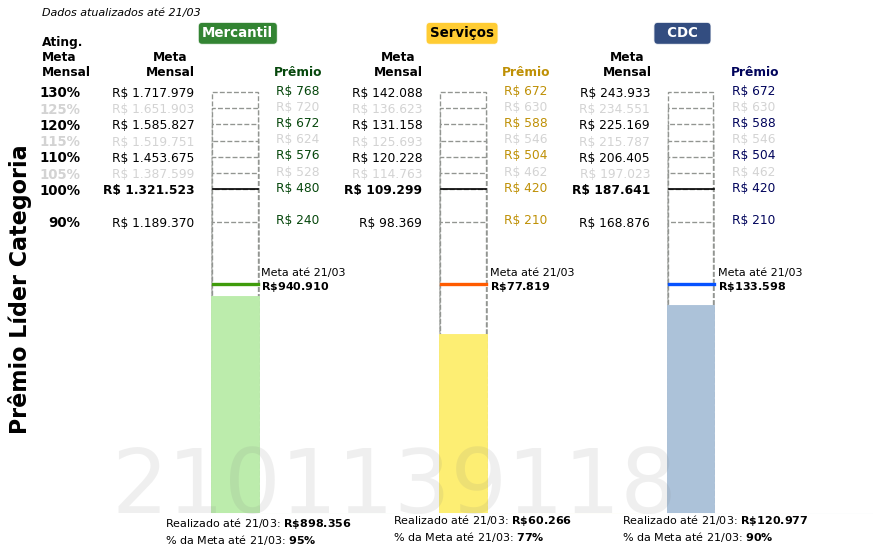 Dados atualizados até 21/03
Mercantil Serviços CDC
Ating. Meta Mensal
Meta Mensal Prêmio Meta Mensal Prêmio Meta Mensal Prêmio
130% R$ 1.717.979 R$ 768 R$ 142.088 R$ 672 R$ 243.933 R$ 672
125% R$ 1.651.903 R$ 720 R$ 136.623 R$ 630 R$ 234.551 R$ 630
120% R$ 1.585.827 R$ 672 R$ 131.158 R$ 588 R$ 225.169 R$ 588
115% R$ 1.519.751 R$ 624 R$ 125.693 R$ 546 R$ 215.787 R$ 546
110% R$ 1.453.675 R$ 576 R$ 120.228 R$ 504 R$ 206.405 R$ 504
105% R$ 1.387.599 R$ 528 R$ 114.763 R$ 462 R$ 197.023 R$ 462
100% R$ 1.321.523 R$ 480 R$ 109.299 R$ 420 R$ 187.641 R$ 420
90% R$ 1.189.370 R$ 240 R$ 98.369 R$ 210 R$ 168.876 R$ 210
Meta até 21/03 Meta até 21/03 Meta até 21/03
R$940.910 R$77.819 R$133.598
Prêmio Líder Categoria
2101139118
Realizado até 21/03: R$898.356 Realizado até 21/03: R$60.266 Realizado até 21/03: R$120.977
% da Meta até 21/03: 95% % da Meta até 21/03: 77% % da Meta até 21/03: 90%